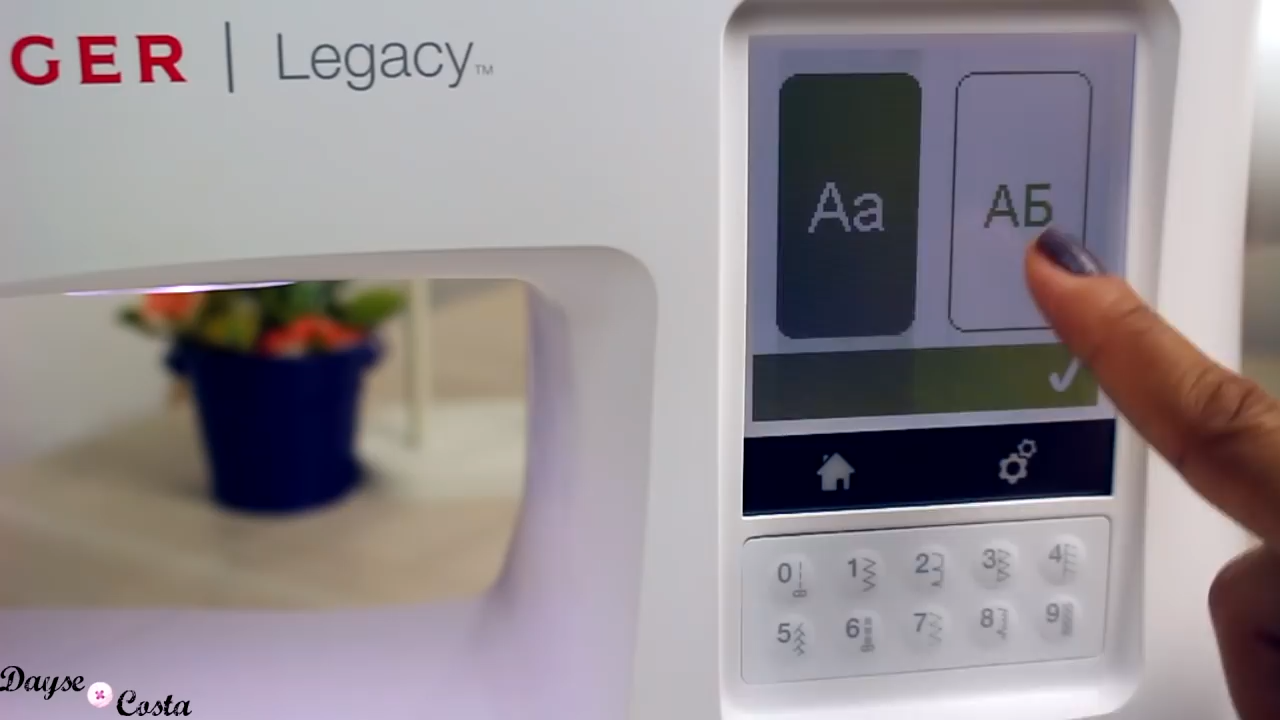 GER | Legacy™
Aa
АБ
0 1 2 3 4
5 6 7 8 9
Dayse
Costa